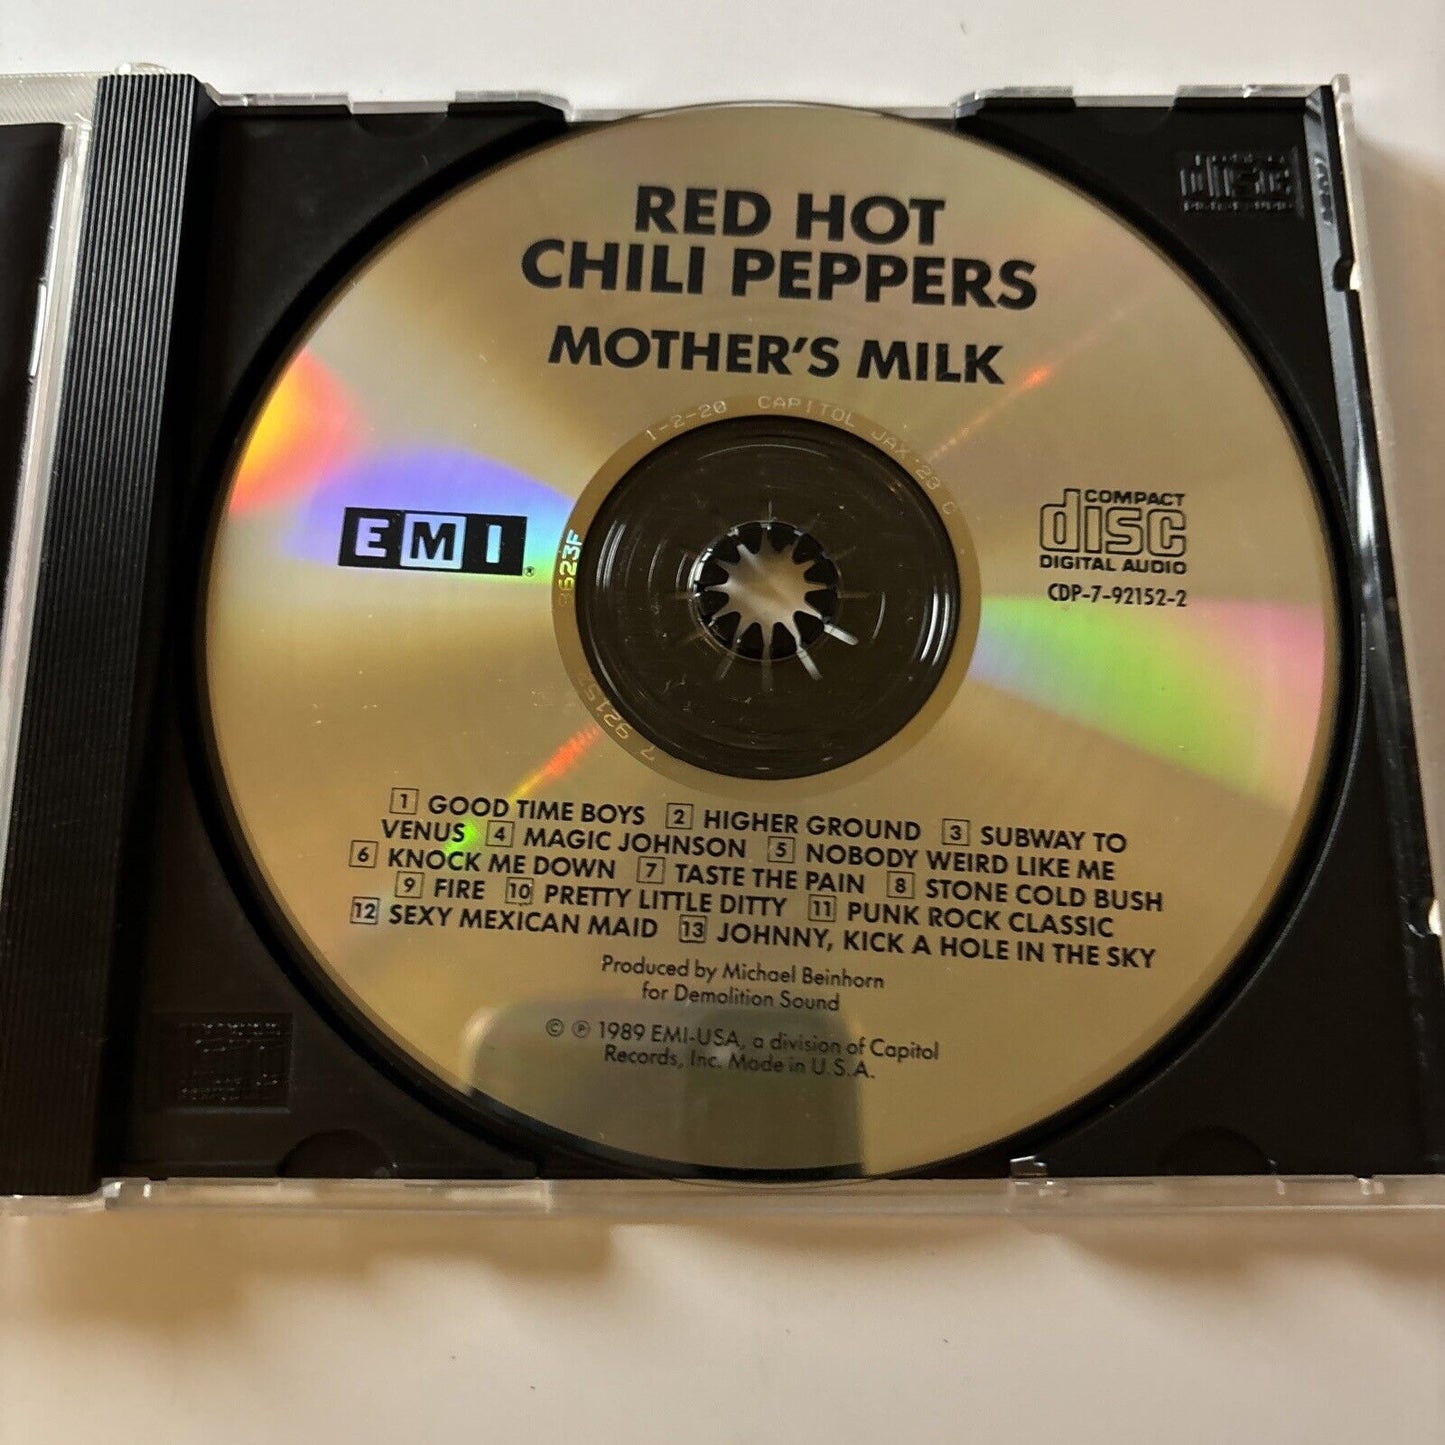 RED HOT
CHILI PEPPERS
MOTHER'S MILK
1-2-20 CAPITOL JAX '23 C
EMI®
COMPACT
disc
DIGITAL AUDIO
CDP-7-92152-2
1 GOOD TIME BOYS 2 HIGHER GROUND 3 SUBWAY TO
VENUS 4 MAGIC JOHNSON 5 NOBODY WEIRD LIKE ME
6 KNOCK ME DOWN 7 TASTE THE PAIN 8 STONE COLD BUSH
9 FIRE 10 PRETTY LITTLE DITTY 11 PUNK ROCK CLASSIC
12 SEXY MEXICAN MAID 13 JOHNNY, KICK A HOLE IN THE SKY
Produced by Michael Beinhorn
for Demolition Sound
© ℗ 1989 EMI-USA, a division of Capitol
Records, Inc. Made in U.S.A.
disc